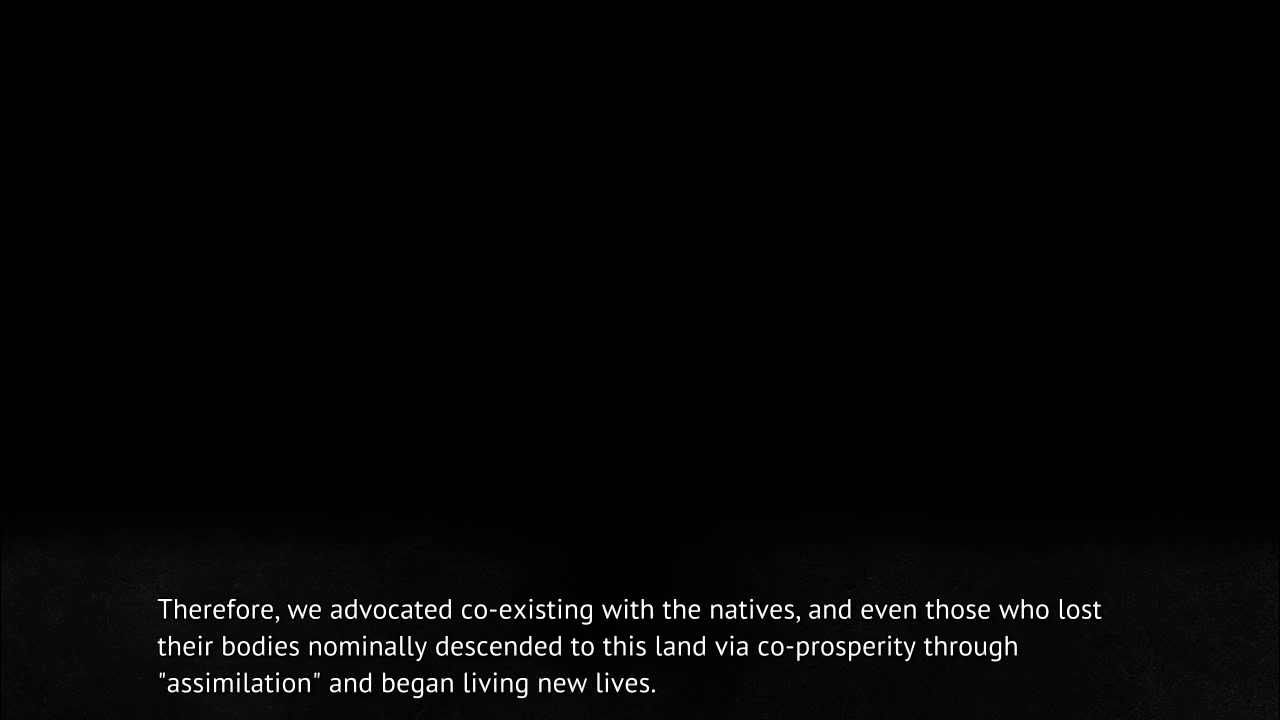 Therefore, we advocated co-existing with the natives, and even those who lost
their bodies nominally descended to this land via co-prosperity through
"assimilation" and began living new lives.